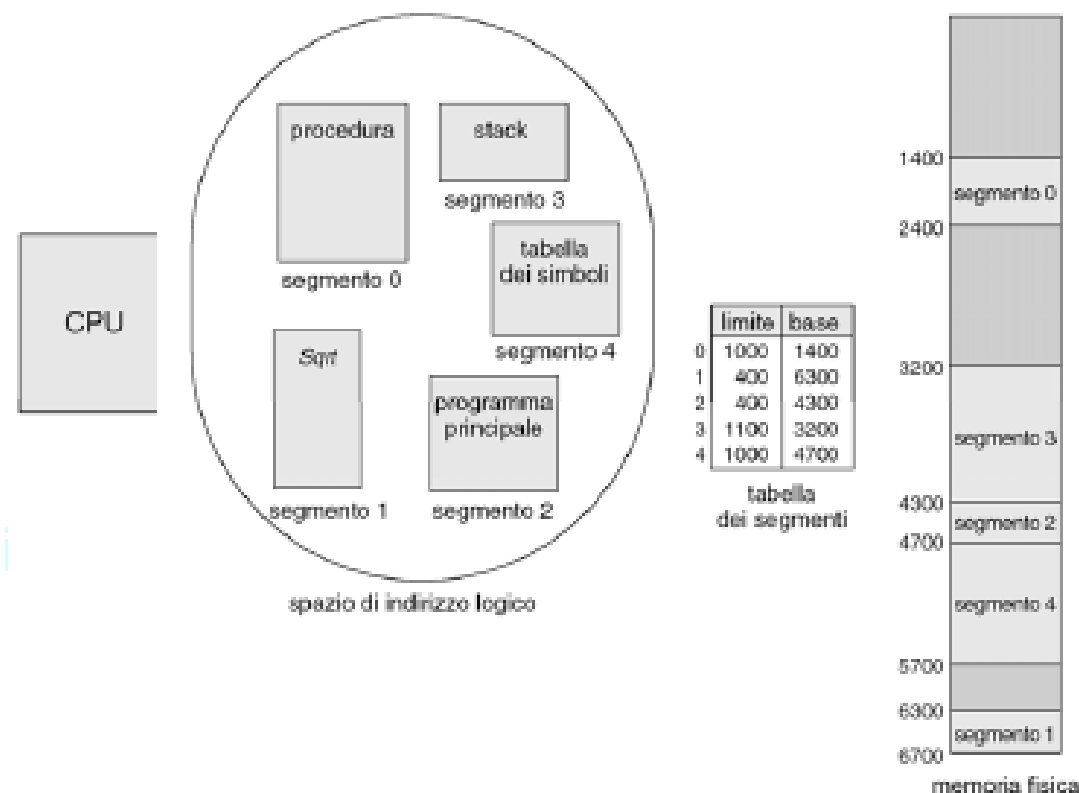 CPU
procedura
segmento 0
stack
segmento 3
tabella
dei simboli
segmento 4
Sqrt
segmento 1
programma
principale
segmento 2
spazio di indirizzo logico
limite base
0 1000 1400
1 400 6300
2 400 4300
3 1100 3200
4 1000 4700
tabella
dei segmenti
1400
segmento 0
2400
3200
segmento 3
4300
segmento 2
4700
segmento 4
5700
6300
segmento 1
6700
memoria fisica